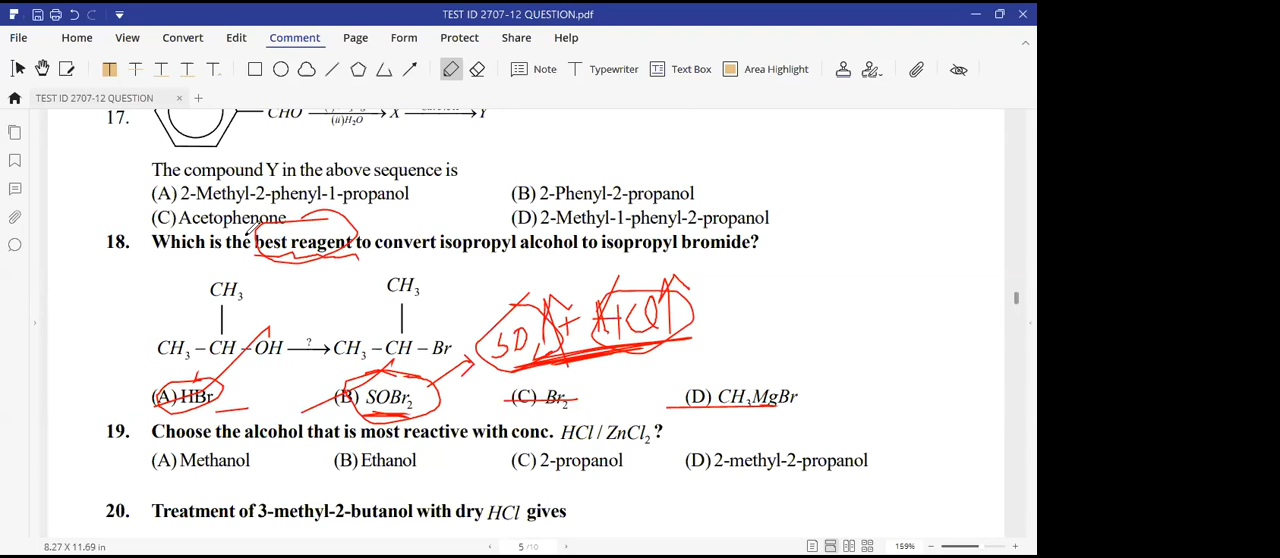 TEST ID 2707-12 QUESTION.pdf
File Home View Convert Edit Comment Page Form Protect Share Help
Note Typewriter Text Box Area Highlight
TEST ID 2707-12 QUESTION
17. CHO (ii)H₂O X Y
The compound Y in the above sequence is
(A) 2-Methyl-2-phenyl-1-propanol (B) 2-Phenyl-2-propanol
(C) Acetophenone (D) 2-Methyl-1-phenyl-2-propanol
18. Which is the best reagent to convert isopropyl alcohol to isopropyl bromide?
CH₃ CH₃
SO₂↑ + HCl↑
CH₃ – CH – OH —?→ CH₃ – CH – Br
(A) HBr (B) SOBr₂ (C) Br₂ (D) CH₃MgBr
19. Choose the alcohol that is most reactive with conc. HCl / ZnCl₂ ?
(A) Methanol (B) Ethanol (C) 2-propanol (D) 2-methyl-2-propanol
20. Treatment of 3-methyl-2-butanol with dry HCl gives
8.27 X 11.69 in 5 /10 159%